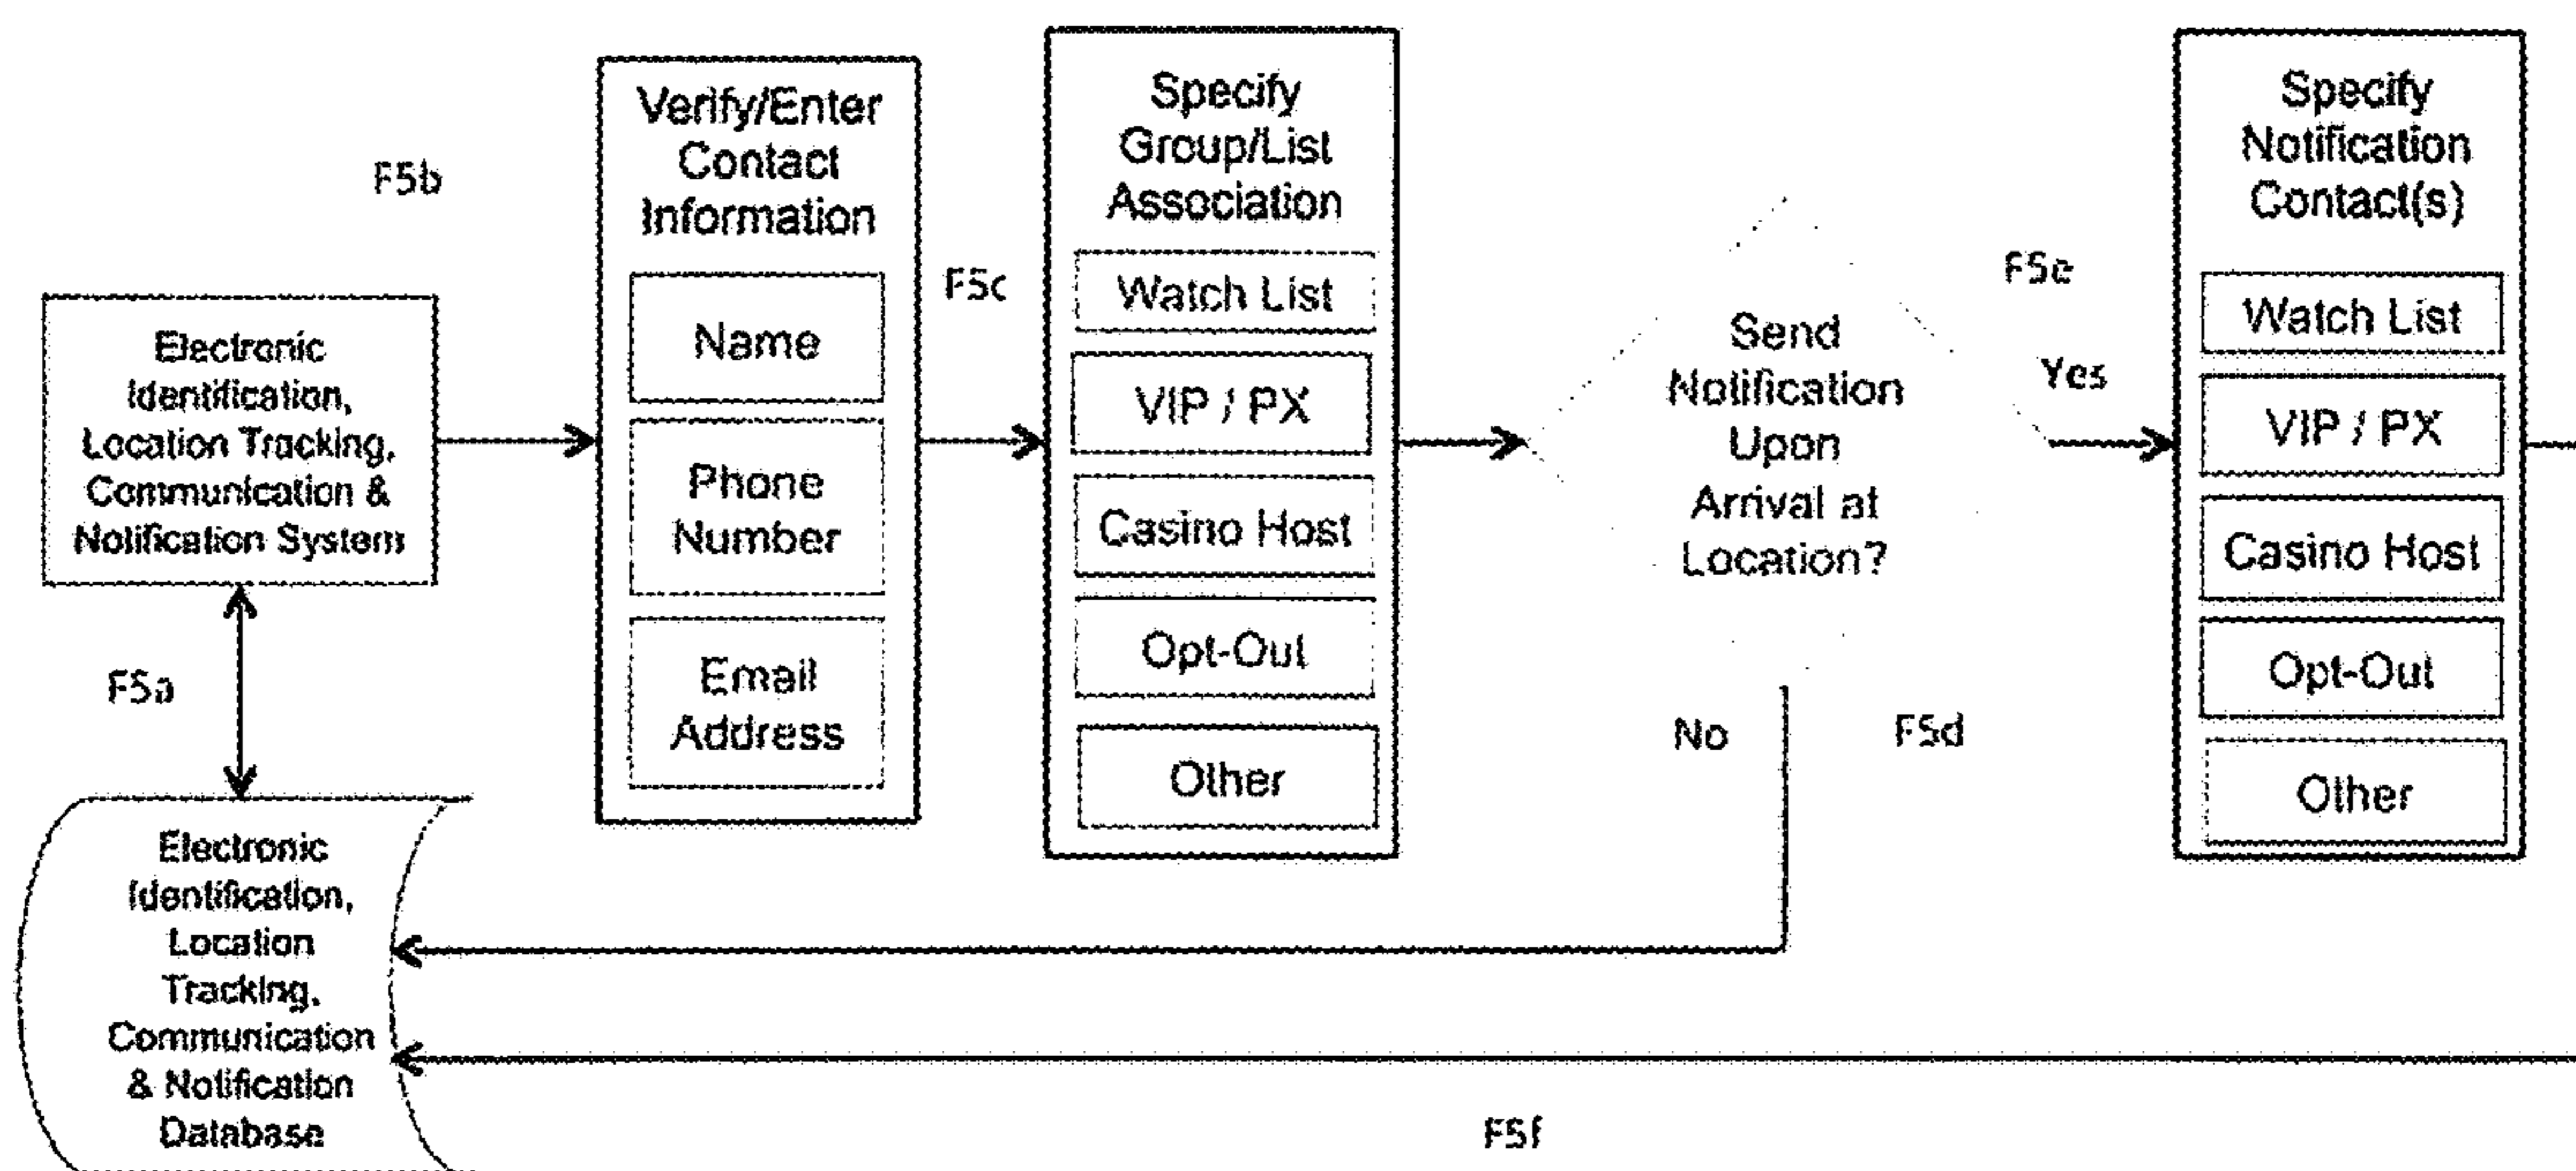 F5b
Electronic
Identification,
Location Tracking,
Communication &
Notification System
F5a
Electronic
Identification,
Location
Tracking,
Communication
& Notification
Database
Verify/Enter
Contact
Information
Name
Phone
Number
Email
Address
F5c
Specify
Group/List
Association
Watch List
VIP / PX
Casino Host
Opt-Out
Other
Send
Notification
Upon
Arrival at
Location?
No
F5d
F5e
Yes
Specify
Notification
Contact(s)
Watch List
VIP / PX
Casino Host
Opt-Out
Other
F5f